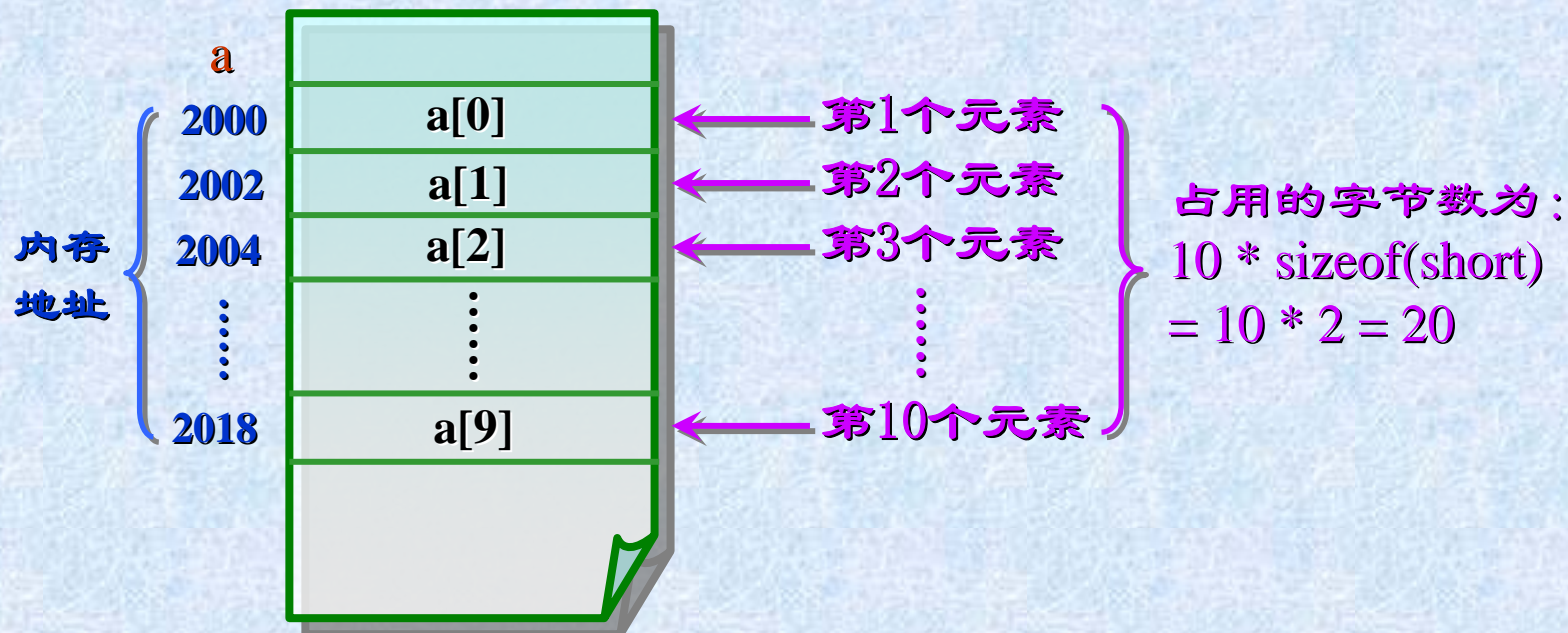 a
2000 a[0] 第1个元素
2002 a[1] 第2个元素
2004 a[2] 第3个元素
…… …… ……
2018 a[9] 第10个元素
内存
地址
占用的字节数为：
10 * sizeof(short)
= 10 * 2 = 20